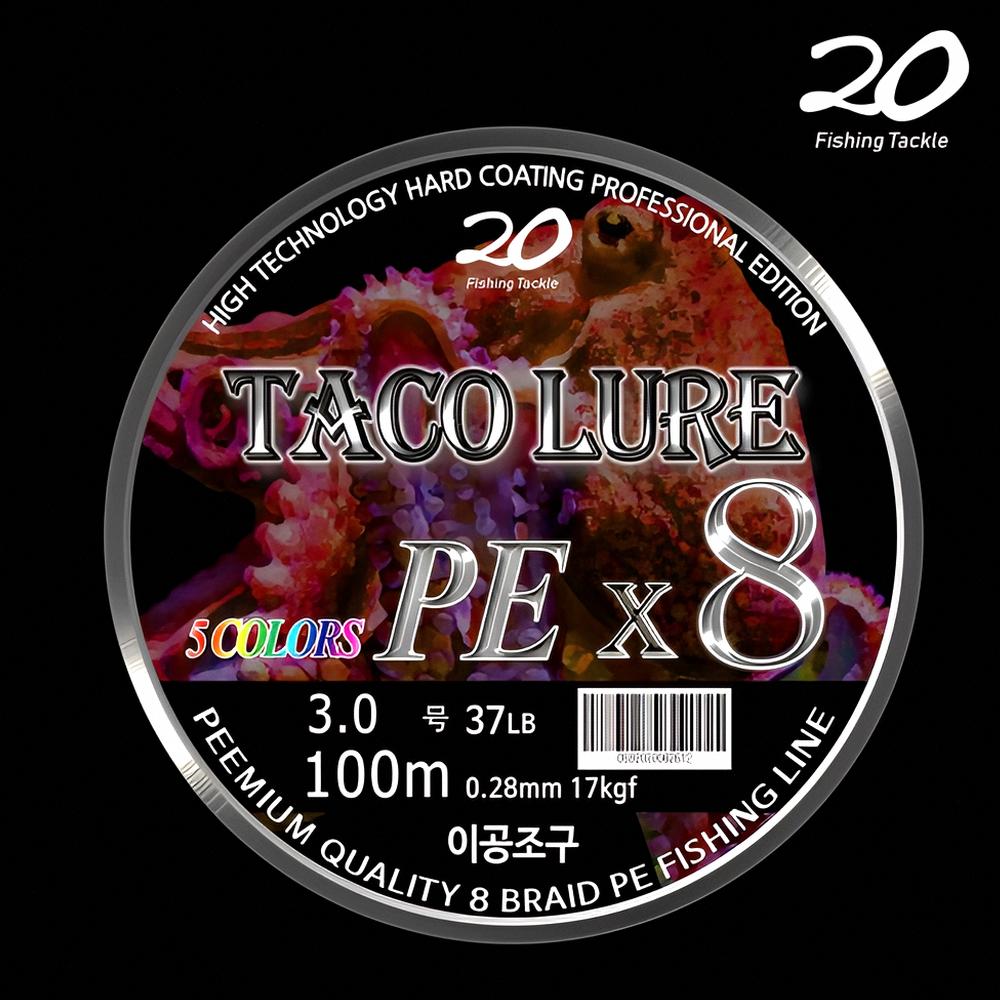 20
Fishing Tackle
HIGH TECHNOLOGY HARD COATING PROFESSIONAL EDITION
20
Fishing Tackle
TACO LURE
PE x 8
5 COLORS
3.0 号 37LB
100m 0.28mm 17kgf
이공조구
PEEMIUM QUALITY 8 BRAID PE FISHING LINE